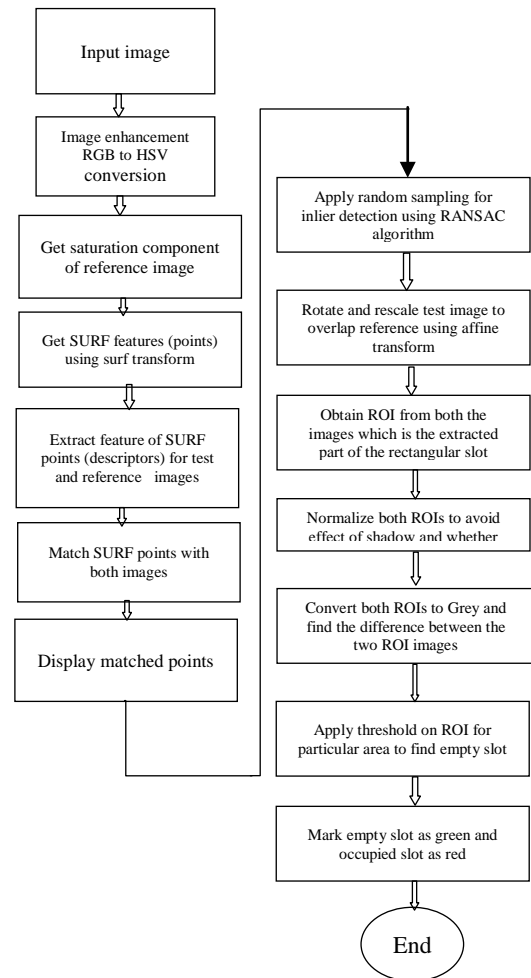 Input image
Image enhancement
RGB to HSV
conversion
Get saturation component
of reference image
Get SURF features (points)
using surf transform
Extract feature of SURF
points (descriptors) for test
and reference images
Match SURF points with
both images
Display matched points
Apply random sampling for
inlier detection using RANSAC
algorithm
Rotate and rescale test image to
overlap reference using affine
transform
Obtain ROI from both the
images which is the extracted
part of the rectangular slot
Normalize both ROIs to avoid
effect of shadow and whether
Convert both ROIs to Grey and
find the difference between the
two ROI images
Apply threshold on ROI for
particular area to find empty slot
Mark empty slot as green and
occupied slot as red
End